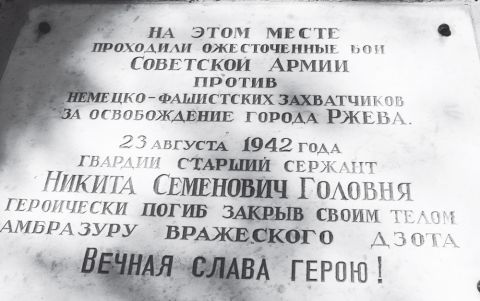 НА ЭТОМ МЕСТЕ
ПРОХОДИЛИ ОЖЕСТОЧЕННЫЕ БОИ
СОВЕТСКОЙ АРМИИ
ПРОТИВ
НЕМЕЦКО-ФАШИСТСКИХ ЗАХВАТЧИКОВ
ЗА ОСВОБОЖДЕНИЕ ГОРОДА РЖЕВА.
23 АВГУСТА 1942 ГОДА
ГВАРДИИ СТАРШИЙ СЕРЖАНТ
НИКИТА СЕМЕНОВИЧ ГОЛОВНЯ
ГЕРОИЧЕСКИ ПОГИБ ЗАКРЫВ СВОИМ ТЕЛОМ
АМБРАЗУРУ ВРАЖЕСКОГО ДЗОТА
ВЕЧНАЯ СЛАВА ГЕРОЮ!